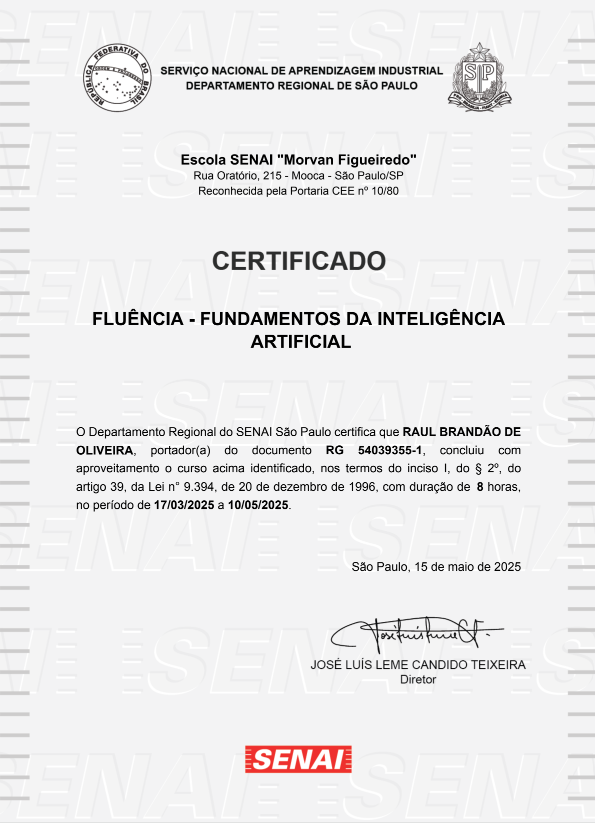 REPÚBLICA FEDERATIVA DO BRASIL
SERVIÇO NACIONAL DE APRENDIZAGEM INDUSTRIAL
DEPARTAMENTO REGIONAL DE SÃO PAULO
SP
Escola SENAI "Morvan Figueiredo"
Rua Oratório, 215 - Mooca - São Paulo/SP
Reconhecida pela Portaria CEE nº 10/80
CERTIFICADO
FLUÊNCIA - FUNDAMENTOS DA INTELIGÊNCIA
ARTIFICIAL
O Departamento Regional do SENAI São Paulo certifica que RAUL BRANDÃO DE
OLIVEIRA, portador(a) do documento RG 54039355-1, concluiu com
aproveitamento o curso acima identificado, nos termos do inciso I, do § 2º, do
artigo 39, da Lei n° 9.394, de 20 de dezembro de 1996, com duração de 8 horas,
no período de 17/03/2025 a 10/05/2025.
São Paulo, 15 de maio de 2025
JOSÉ LUÍS LEME CANDIDO TEIXEIRA
Diretor
SENAI